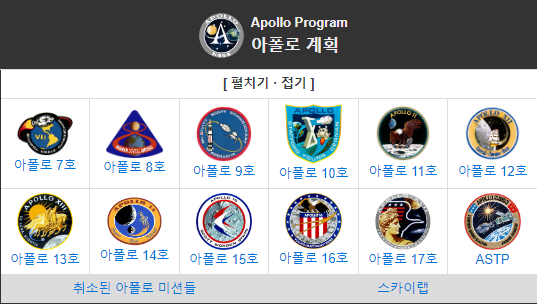 Apollo Program
아폴로 계획
[ 펼치기 · 접기 ]
아폴로 7호 아폴로 8호 아폴로 9호 아폴로 10호 아폴로 11호 아폴로 12호
아폴로 13호 아폴로 14호 아폴로 15호 아폴로 16호 아폴로 17호 ASTP
취소된 아폴로 미션들 스카이랩